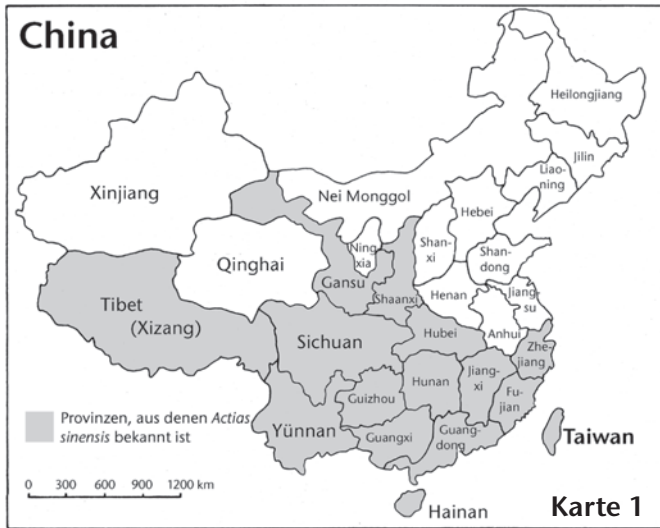 China
Heilongjiang
Jilin
Liao-
ning
Xinjiang
Nei Monggol
Hebei
Shan-
xi
Ning
xia
Shan-
dong
Qinghai
Gansu
Shaanxi
Henan
Jiang-
su
Tibet
(Xizang)
Sichuan
Hubei
Anhui
Zhe-
jiang
Hunan
Jiang-
xi
Guizhou
Fu-
jian
Provinzen, aus denen Actias
sinensis bekannt ist
Yünnan
Guangxi
Guang-
dong
Taiwan
0 300 600 900 1200 km
Hainan
Karte 1